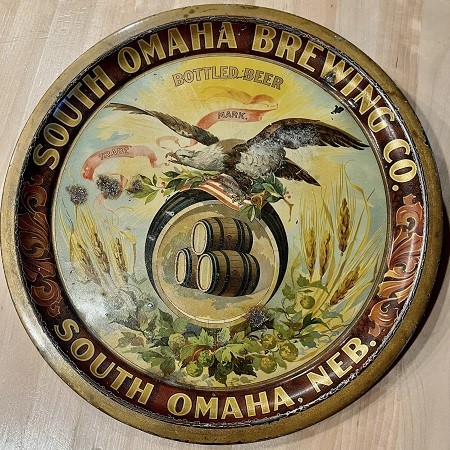 SOUTH OMAHA BREWING CO.
BOTTLED BEER
TRADE MARK.
SOUTH OMAHA, NEB.